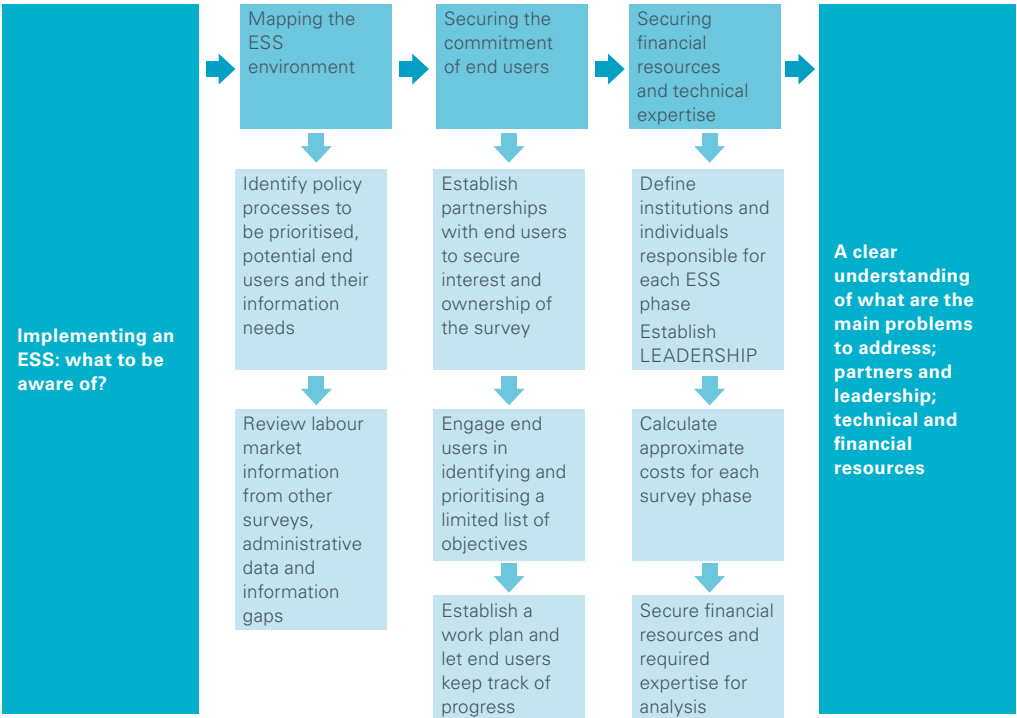 Implementing an
ESS: what to be
aware of?
Mapping the
ESS
environment
Identify policy
processes to
be prioritised,
potential end
users and their
information
needs
Review labour
market
information
from other
surveys,
administrative
data and
information
gaps
Securing the
commitment
of end users
Establish
partnerships
with end users
to secure
interest and
ownership of
the survey
Engage end
users in
identifying and
prioritising a
limited list of
objectives
Establish a
work plan and
let end users
keep track of
progress
Securing
financial
resources
and technical
expertise
Define
institutions and
individuals
responsible for
each ESS
phase
Establish
LEADERSHIP
Calculate
approximate
costs for each
survey phase
Secure financial
resources and
required
expertise for
analysis
A clear
understanding
of what are the
main problems
to address;
partners and
leadership;
technical and
financial
resources